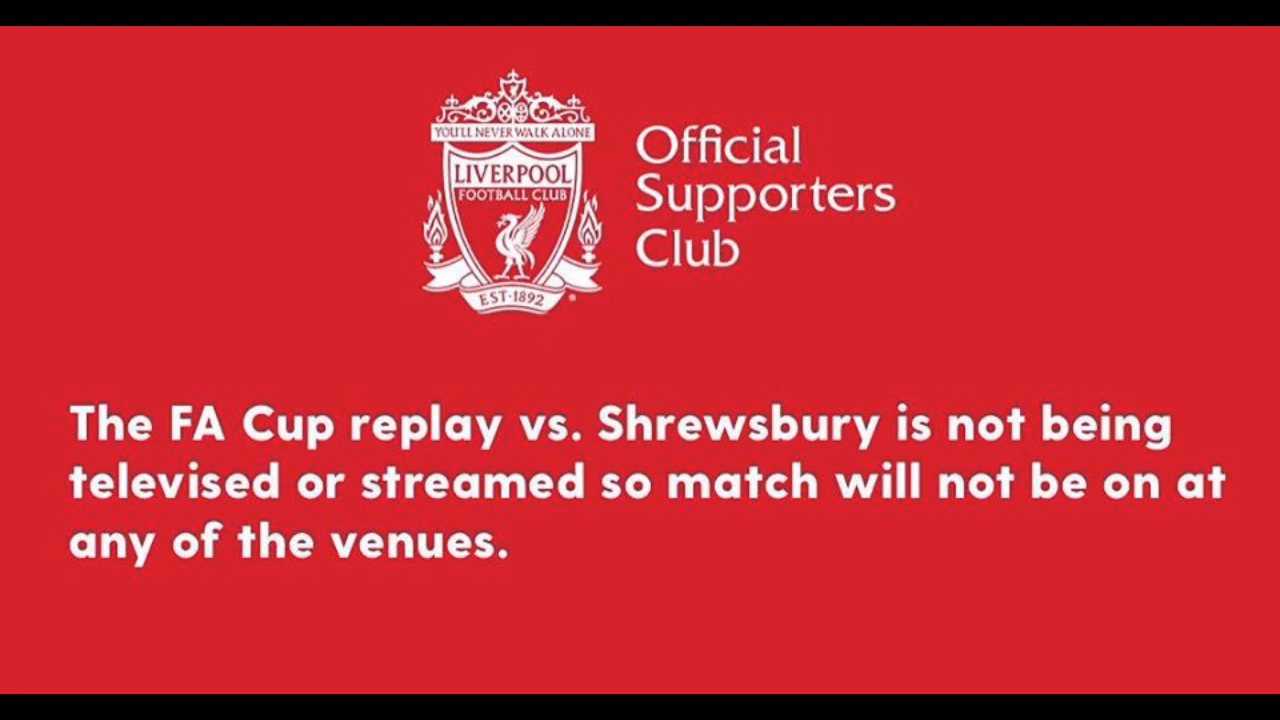 YOU'LL NEVER WALK ALONE
LIVERPOOL
FOOTBALL CLUB
EST·1892
Official
Supporters
Club
The FA Cup replay vs. Shrewsbury is not being
televised or streamed so match will not be on at
any of the venues.